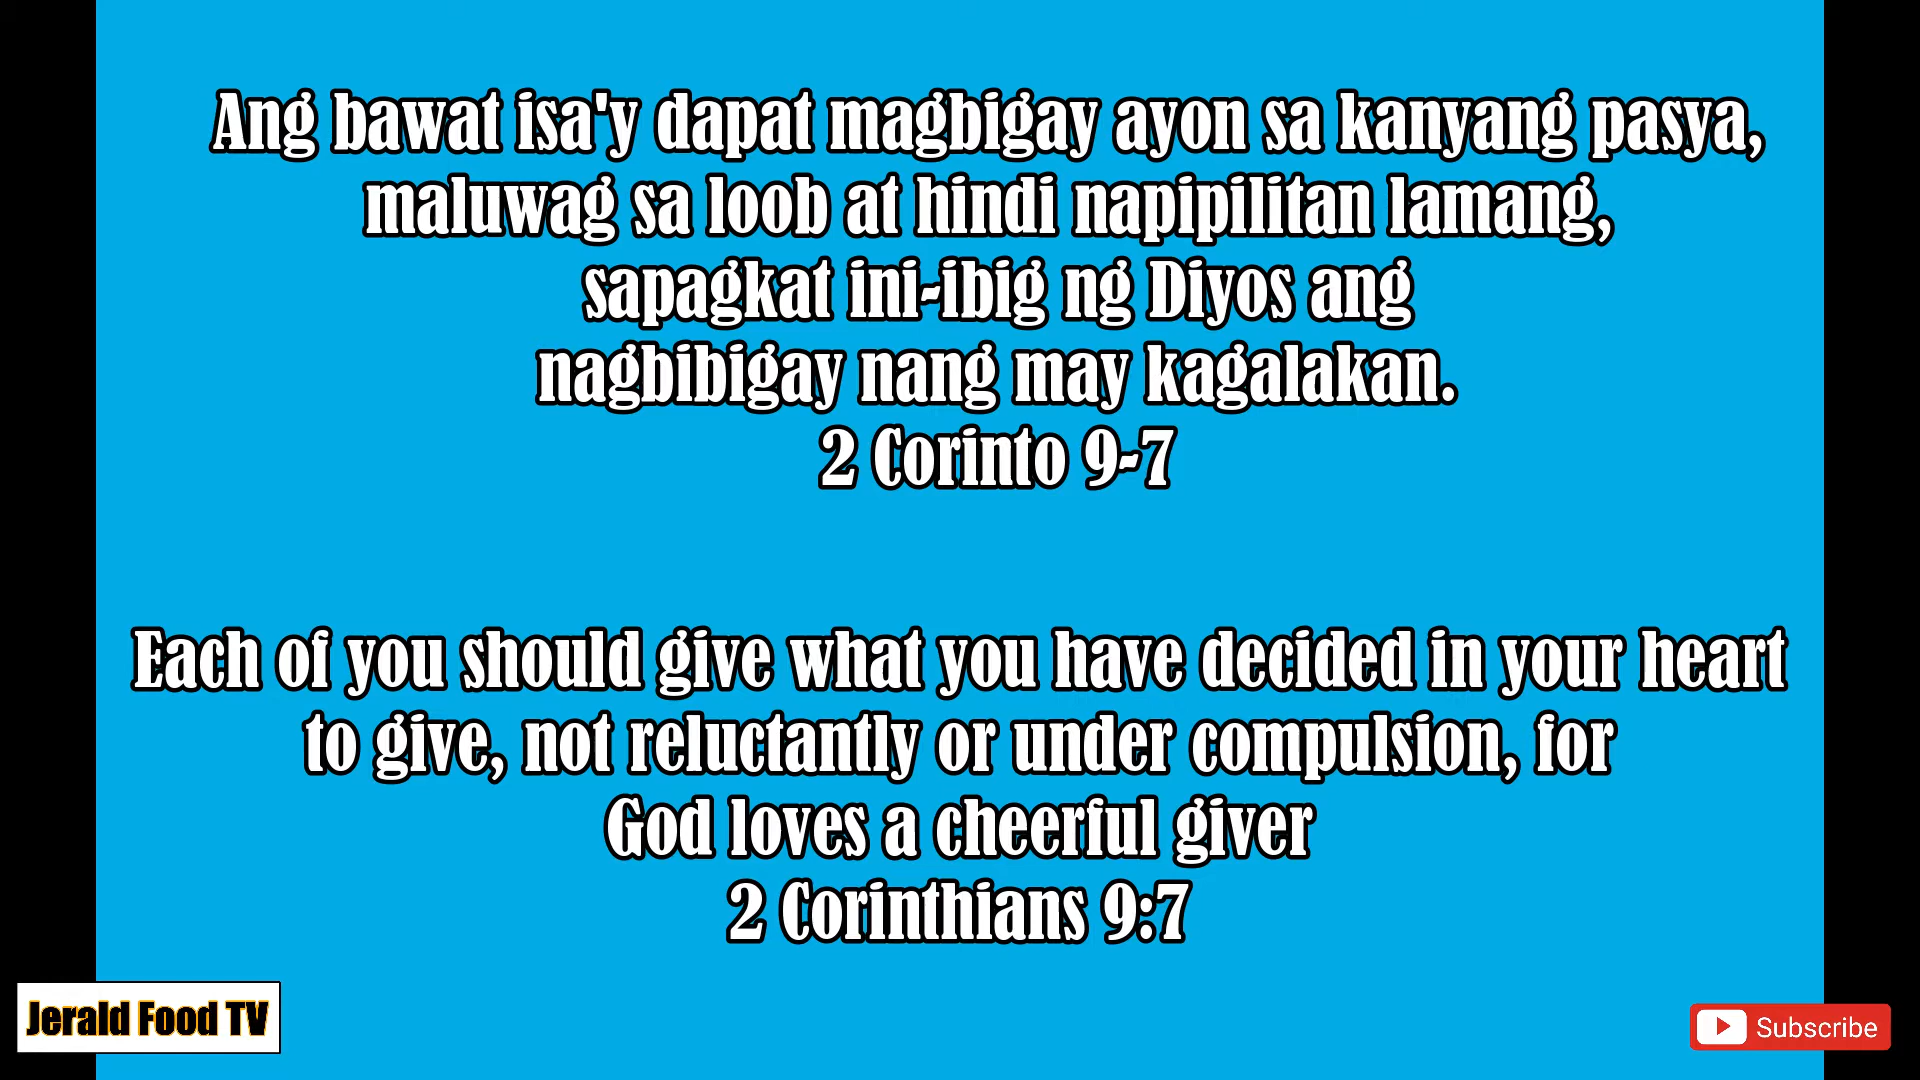 Ang bawat isa'y dapat magbigay ayon sa kanyang pasya,
maluwag sa loob at hindi napipilitan lamang,
sapagkat ini-ibig ng Diyos ang
nagbibigay nang may kagalakan.
2 Corinto 9-7
Each of you should give what you have decided in your heart
to give, not reluctantly or under compulsion, for
God loves a cheerful giver
2 Corinthians 9:7
Jerald Food TV
Subscribe